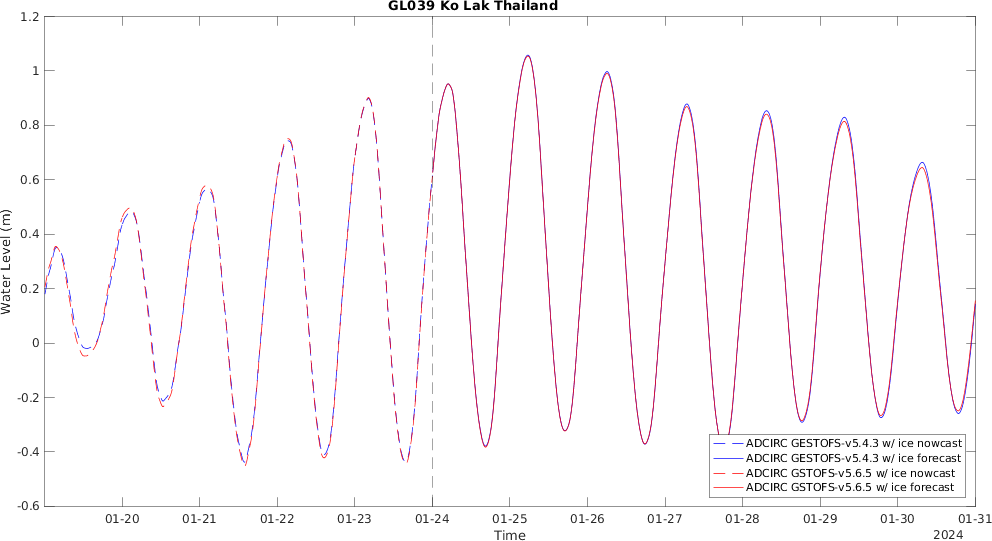 GL039 Ko Lak Thailand
1.2
1
0.8
0.6
0.4
0.2
0
-0.2
-0.4
-0.6
Water Level (m)
ADCIRC GESTOFS-v5.4.3 w/ ice nowcast
ADCIRC GESTOFS-v5.4.3 w/ ice forecast
ADCIRC GSTOFS-v5.6.5 w/ ice nowcast
ADCIRC GSTOFS-v5.6.5 w/ ice forecast
01-20 01-21 01-22 01-23 01-24 01-25 01-26 01-27 01-28 01-29 01-30 01-31
Time
2024